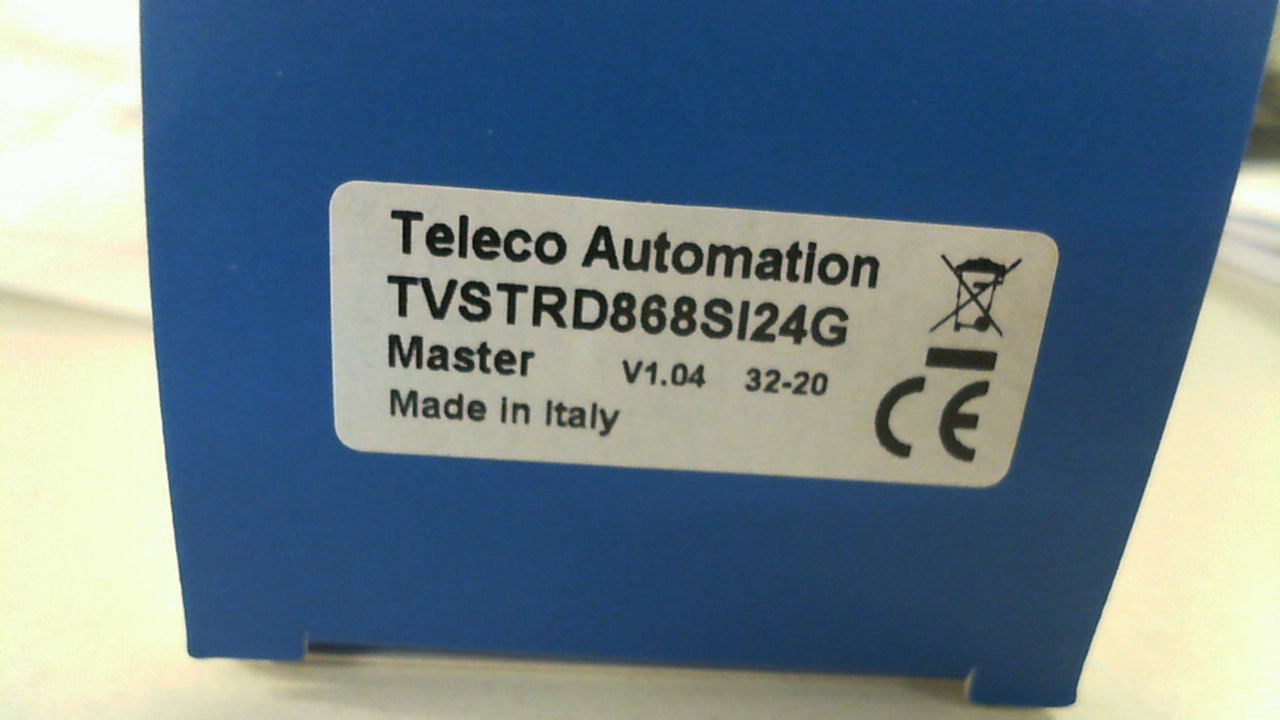 Teleco Automation
TVSTRD868SI24G
Master V1.04 32-20
Made in Italy
CE